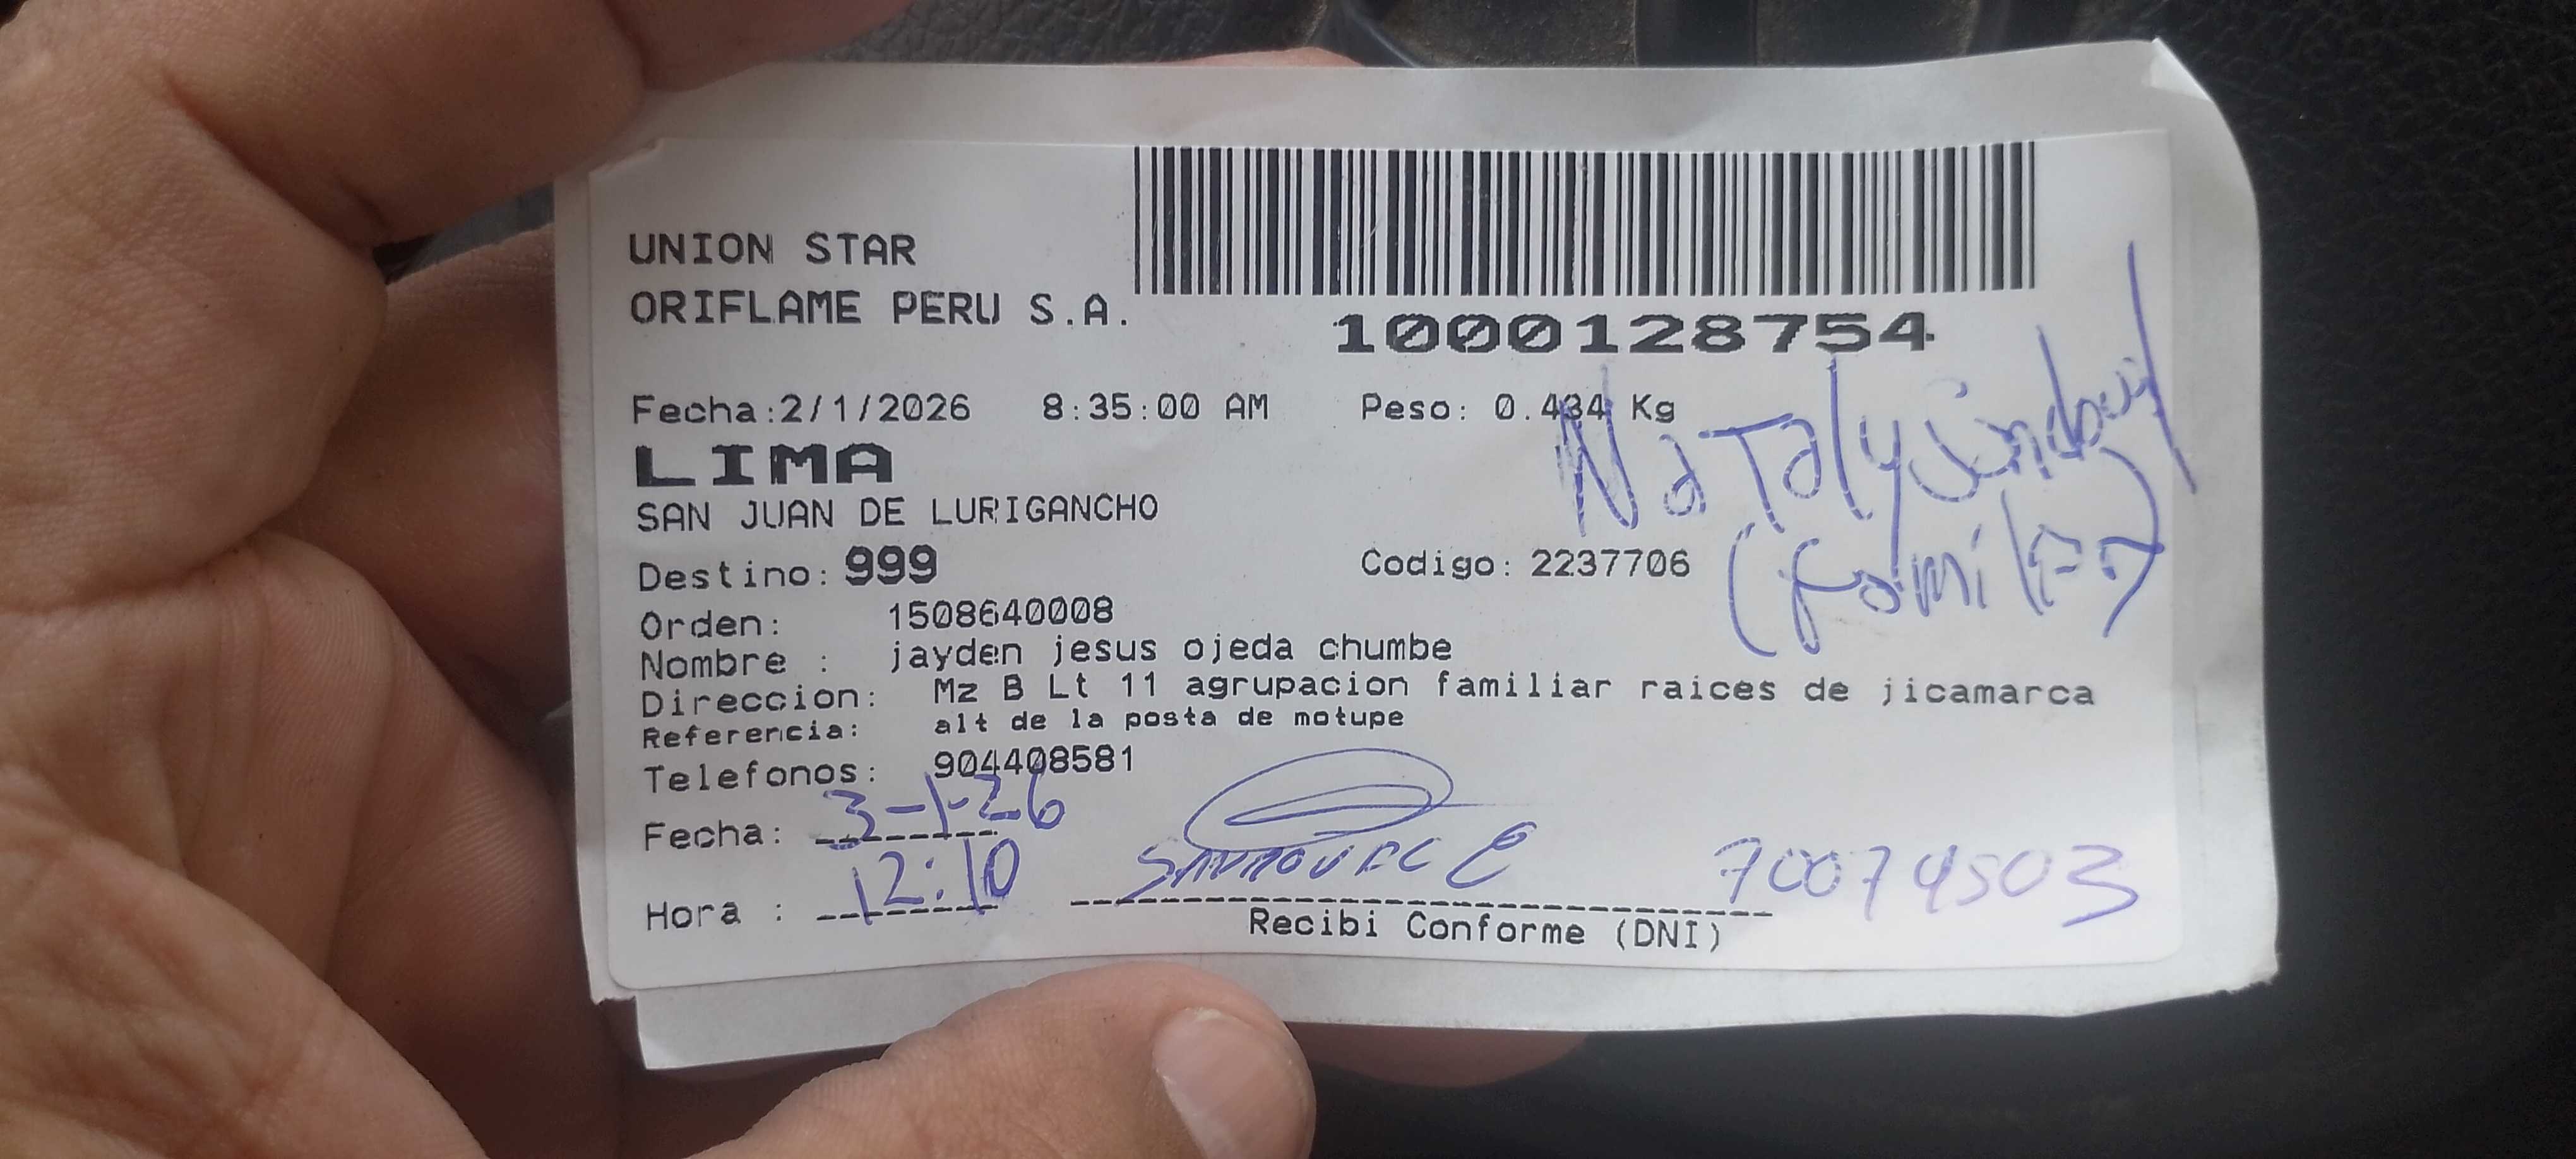 UNION STAR
ORIFLAME PERU S.A.
1000128754
Fecha:2/1/2026 8:35:00 AM Peso: 0.434 Kg
LIMA
SAN JUAN DE LURIGANCHO
Nataly Sandoval
(familiar)
Destino: 999 Codigo: 2237706
Orden: 1508640008
Nombre : jayden jesus ojeda chumbe
Direccion: Mz B Lt 11 agrupacion familiar raices de jicamarca
Referencia: alt de la posta de motupe
Telefonos: 904408581
Fecha: 3-1-26
Hora : 12:10
70074503
Recibi Conforme (DNI)